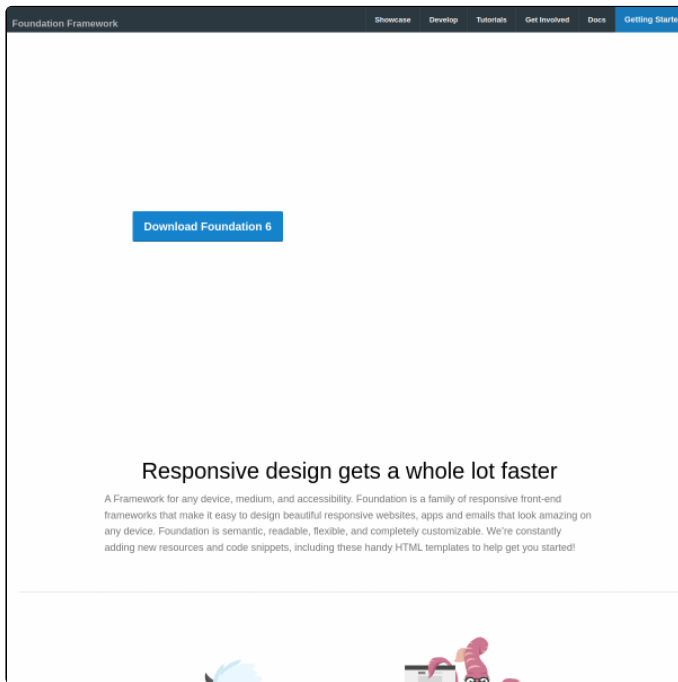 Foundation Framework
Showcase Develop Tutorials Get Involved Docs Getting Starte
Download Foundation 6
Responsive design gets a whole lot faster
A Framework for any device, medium, and accessibility. Foundation is a family of responsive front-end
frameworks that make it easy to design beautiful responsive websites, apps and emails that look amazing on
any device. Foundation is semantic, readable, flexible, and completely customizable. We're constantly
adding new resources and code snippets, including these handy HTML templates to help get you started!